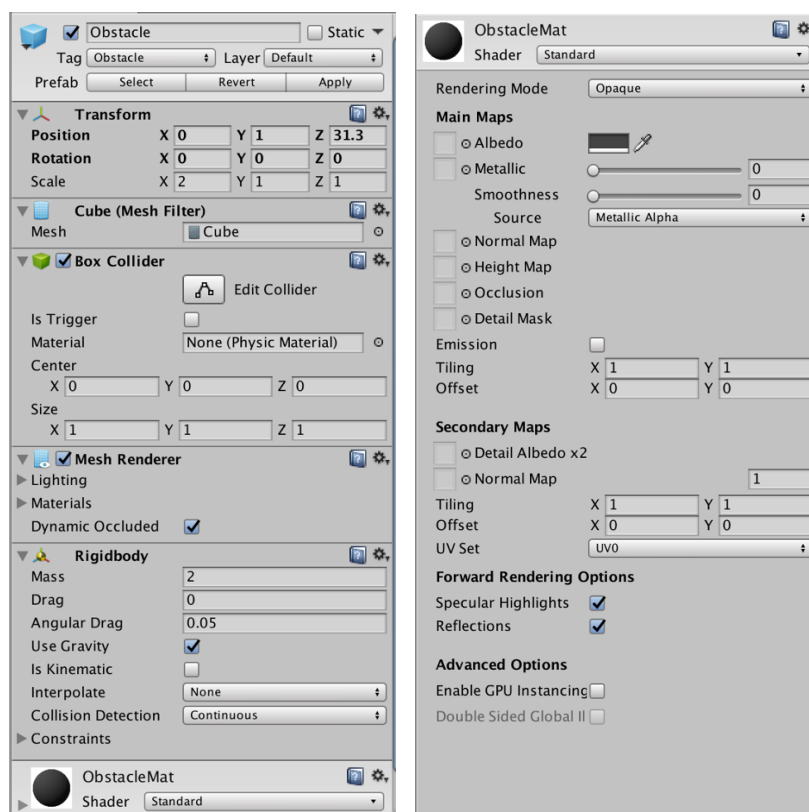 Obstacle Static
Tag Obstacle Layer Default
Prefab Select Revert Apply
Transform
Position X 0 Y 1 Z 31.3
Rotation X 0 Y 0 Z 0
Scale X 2 Y 1 Z 1
Cube (Mesh Filter)
Mesh Cube
Box Collider
Edit Collider
Is Trigger
Material None (Physic Material)
Center
X 0 Y 0 Z 0
Size
X 1 Y 1 Z 1
Mesh Renderer
Lighting
Materials
Dynamic Occluded
Rigidbody
Mass 2
Drag 0
Angular Drag 0.05
Use Gravity
Is Kinematic
Interpolate None
Collision Detection Continuous
Constraints
ObstacleMat
Shader Standard
ObstacleMat
Shader Standard
Rendering Mode Opaque
Main Maps
Albedo
Metallic 0
Smoothness 0
Source Metallic Alpha
Normal Map
Height Map
Occlusion
Detail Mask
Emission
Tiling X 1 Y 1
Offset X 0 Y 0
Secondary Maps
Detail Albedo x2
Normal Map 1
Tiling X 1 Y 1
Offset X 0 Y 0
UV Set UV0
Forward Rendering Options
Specular Highlights
Reflections
Advanced Options
Enable GPU Instancing
Double Sided Global Il